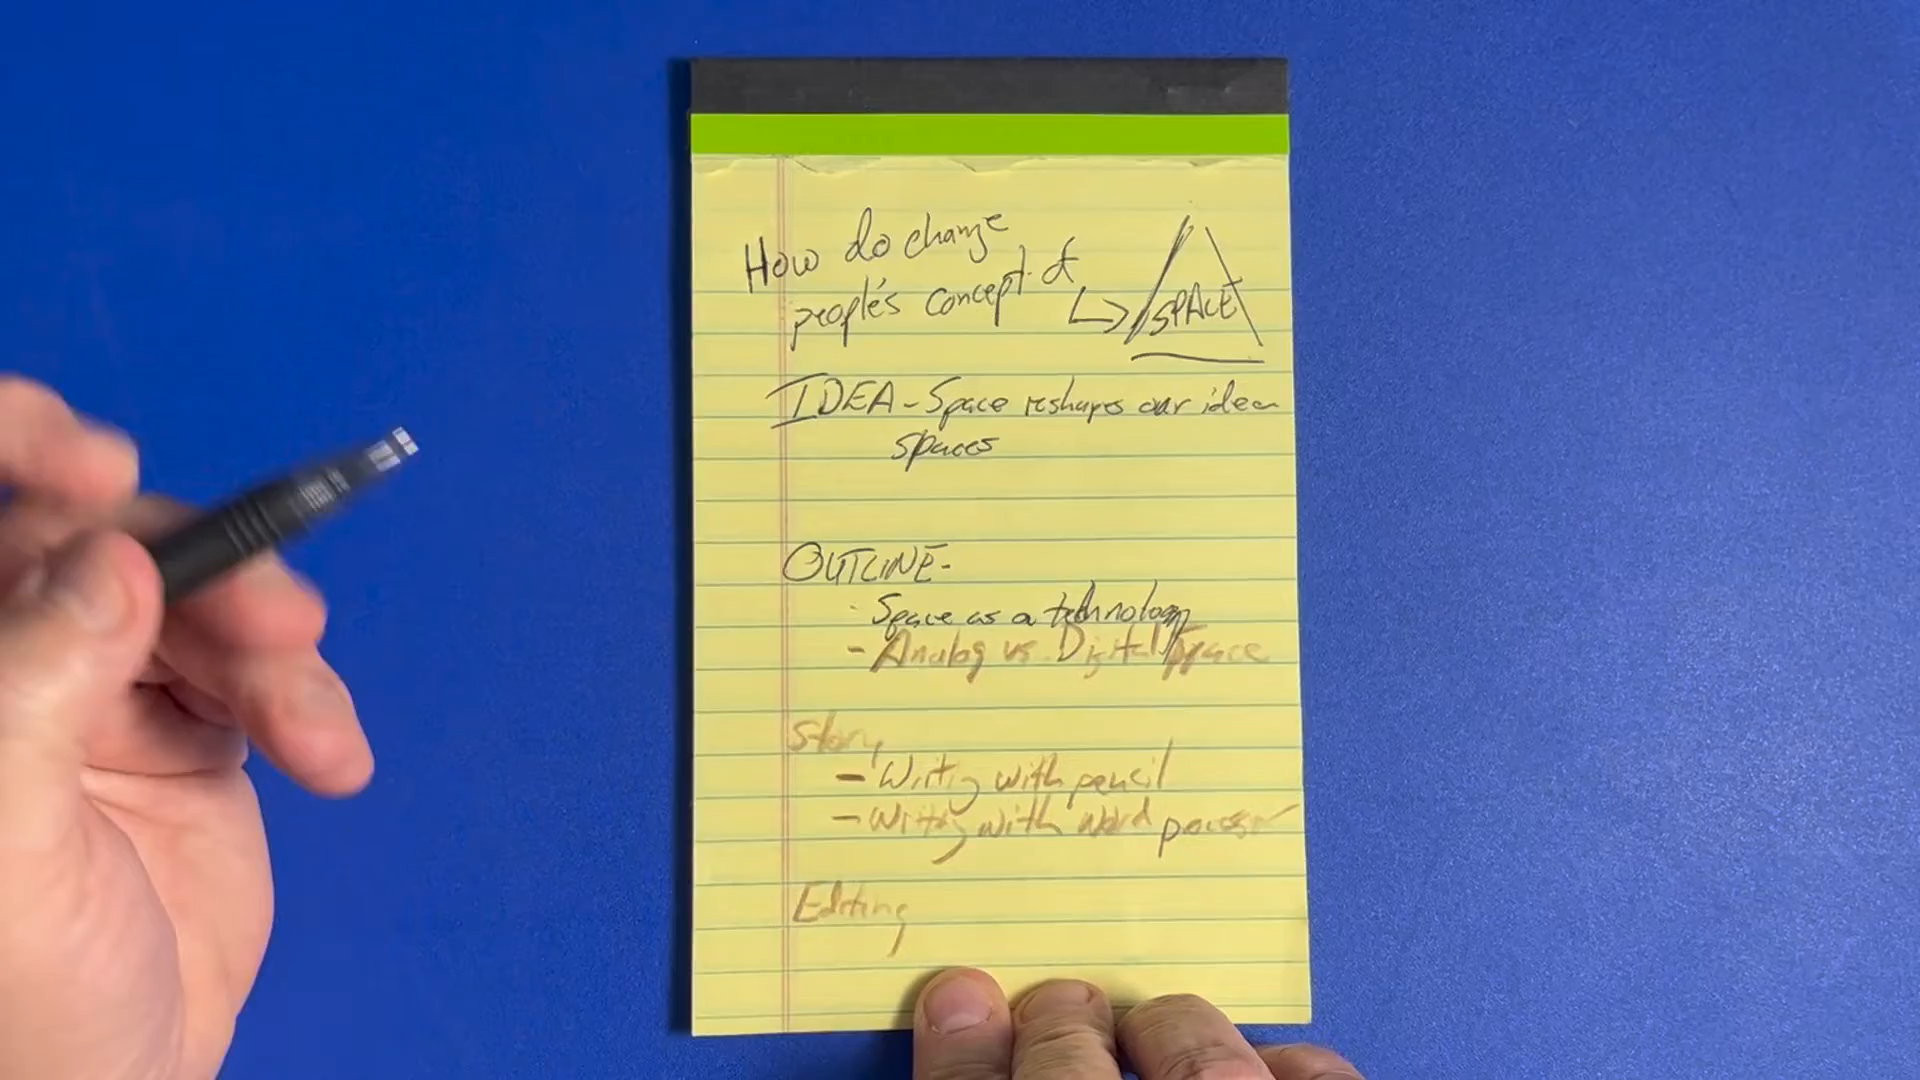 How do change
people's concept of
↳ SPACE
IDEA - Space reshapes our idea
spaces
OUTLINE -
· Space as a technology
- Analog vs. Digital Space
Story
- Writing with pencil
- Writing with word processor
Editing